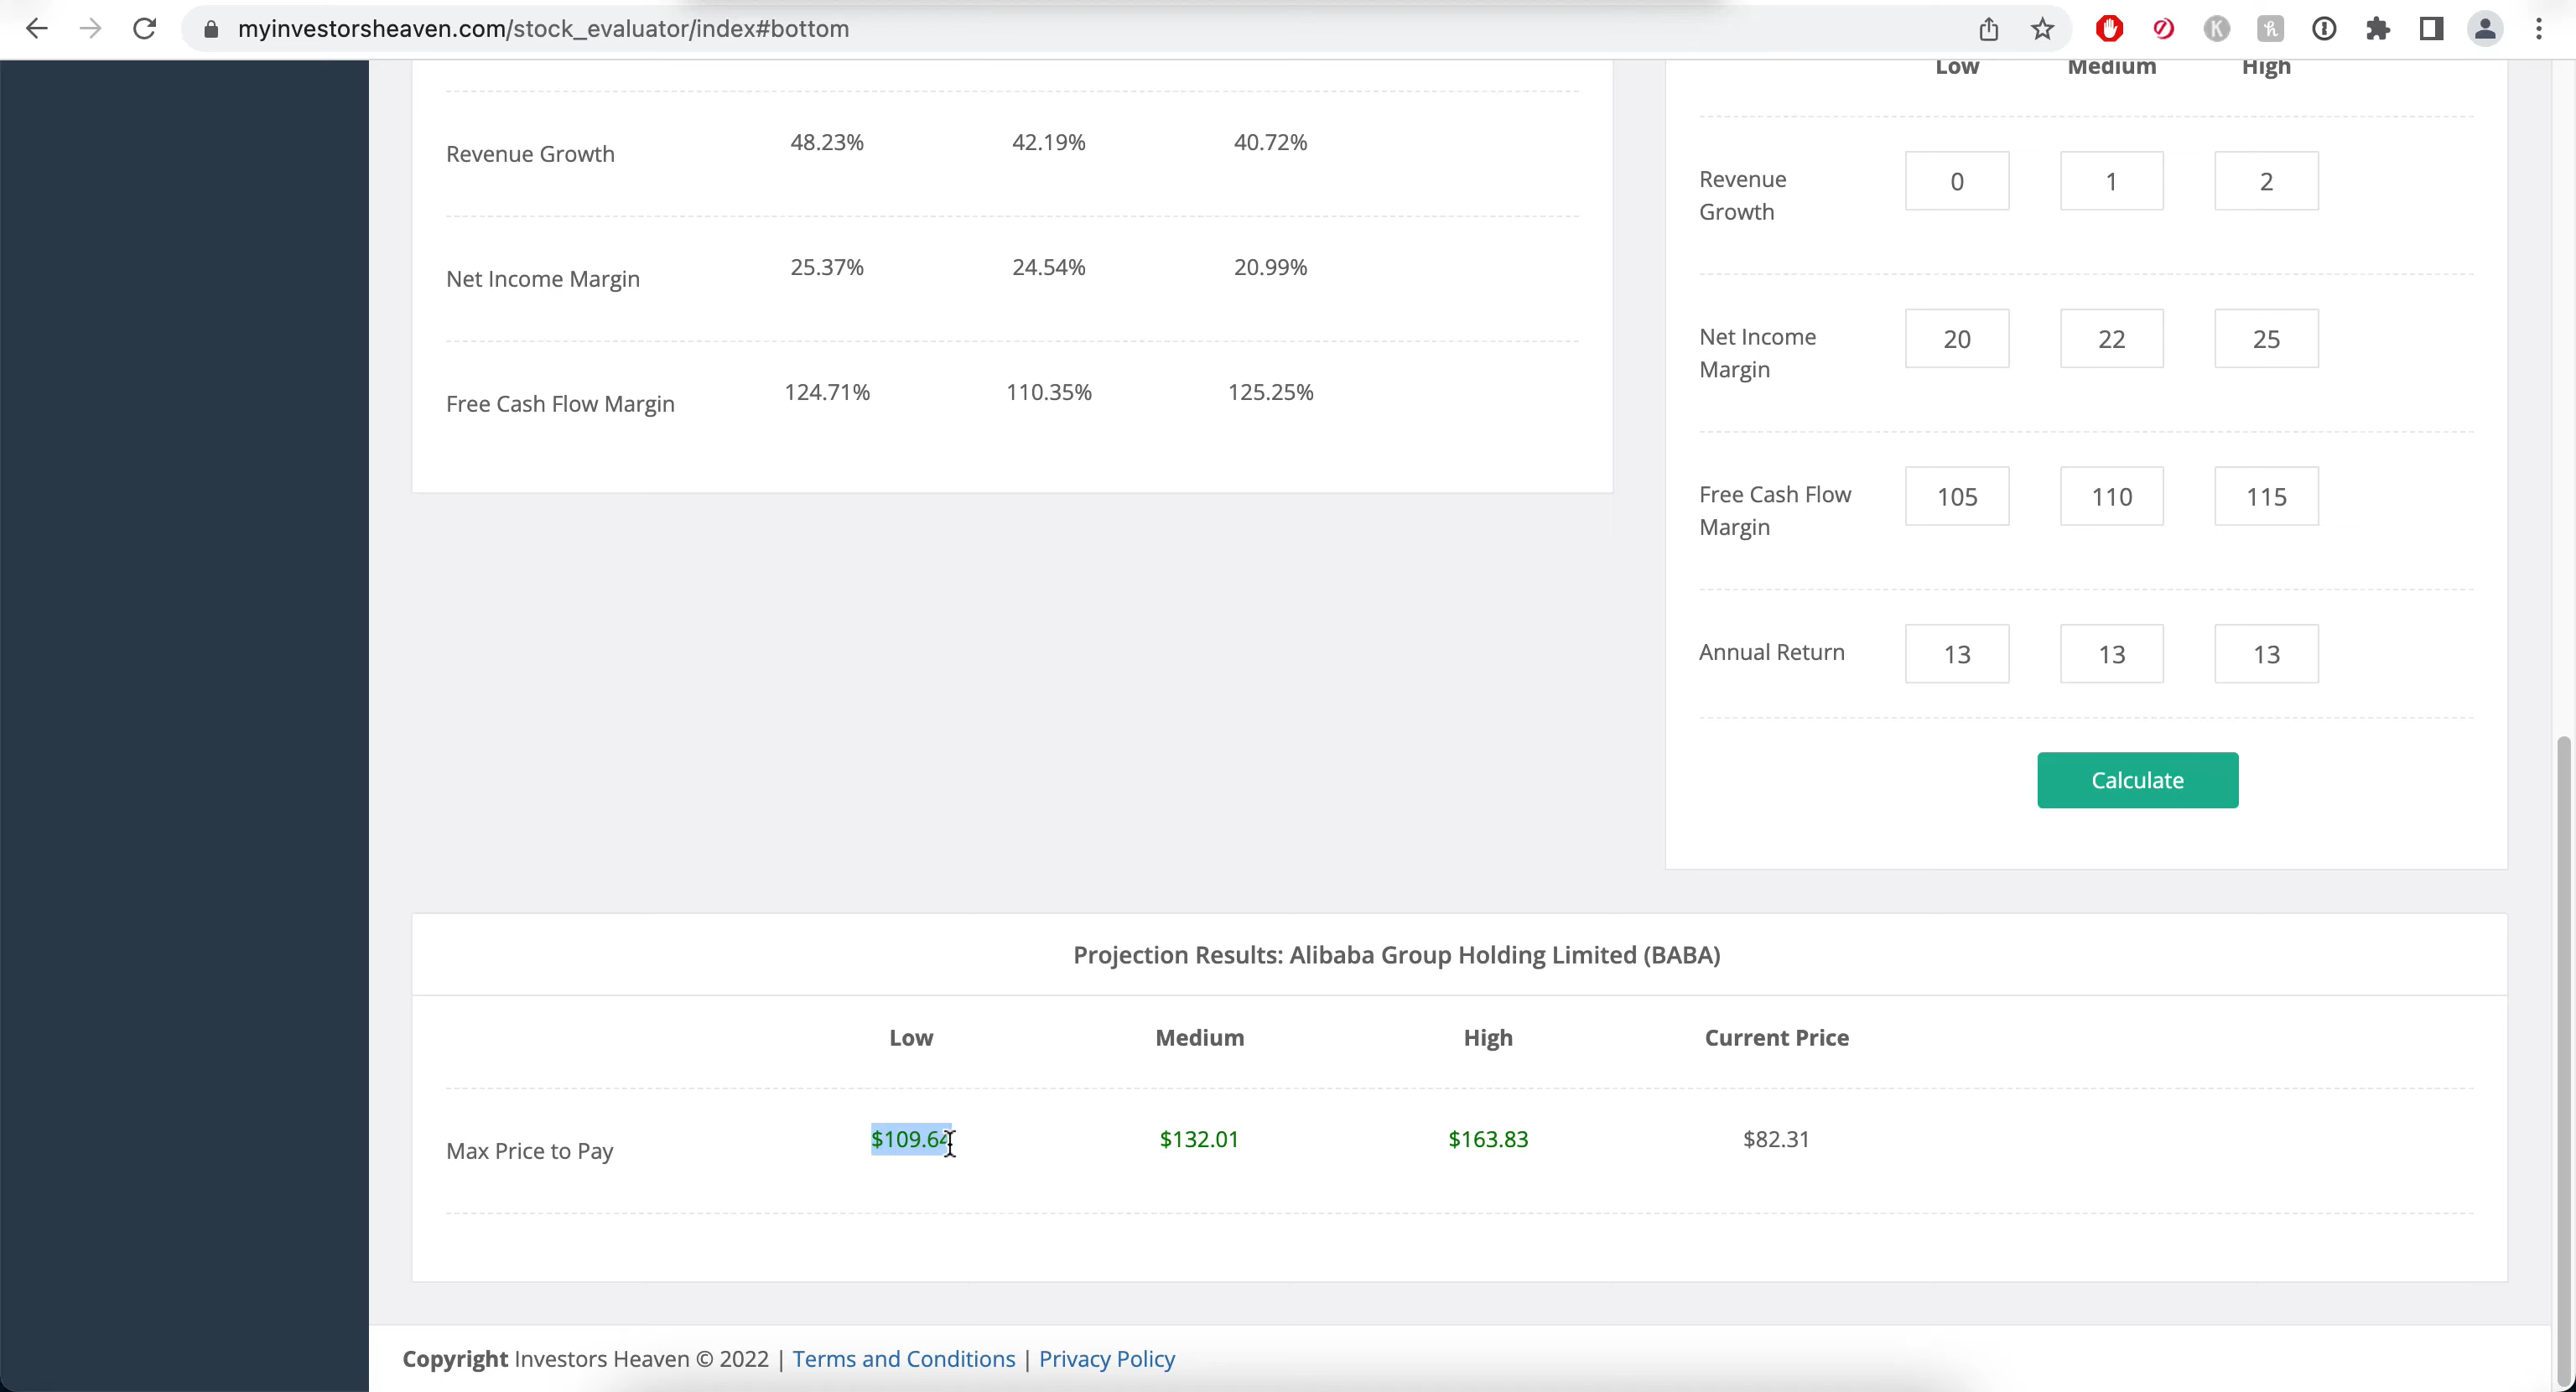 myinvestorsheaven.com/stock_evaluator/index#bottom
Revenue Growth 48.23% 42.19% 40.72%
Net Income Margin 25.37% 24.54% 20.99%
Free Cash Flow Margin 124.71% 110.35% 125.25%
Low Medium High
Revenue
Growth
0 1 2
Net Income
Margin
20 22 25
Free Cash Flow
Margin
105 110 115
Annual Return 13 13 13
Calculate
Projection Results: Alibaba Group Holding Limited (BABA)
Low Medium High Current Price
Max Price to Pay $109.64 $132.01 $163.83 $82.31
Copyright Investors Heaven © 2022 | Terms and Conditions | Privacy Policy